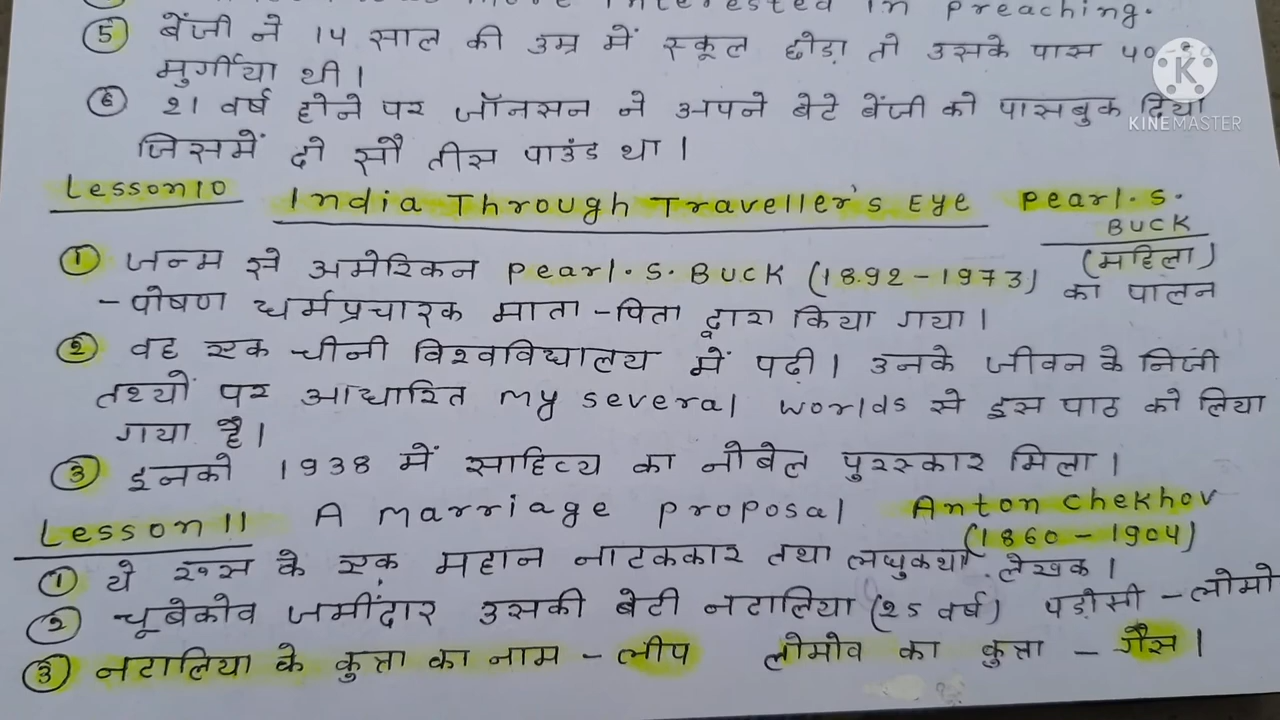 interested in preaching.
⑤ बेंजी ने 14 साल की उम्र में स्कूल छोड़ा तो उसके पास
मुर्गीया थी।
⑥ 21 वर्ष होने पर जॉनसन ने अपने बेटे बेंजी को पासबुक दिया
जिसमें दो सौ तीस पाउंड था।
Lesson 10 India Through Traveller's Eye Pearl. S.
BUCK
(महिला)
① जन्म से अमेरिकन Pearl. S. BUCK (1892-1973) का पालन
-पोषण धर्मप्रचारक माता-पिता द्वारा किया गया।
② वह एक चीनी विश्वविद्यालय में पढ़ी। उनके जीवन के निजी
तथ्यों पर आधारित my several worlds से इस पाठ को लिया
गया है।
③ इनको 1938 में साहित्य का नोबेल पुरस्कार मिला।
Lesson 11 A marriage proposal Anton Chekhov
(1860-1904)
① ये रूस के एक महान नाटककार तथा लघुकथा लेखक।
② चूबेकोव जमींदार उसकी बेटी नटालिया (25 वर्ष) पड़ोसी - लोमो
③ नटालिया के कुत्ता का नाम - लीप लोमोव का कुत्ता - गैस।
K
KINEMASTER